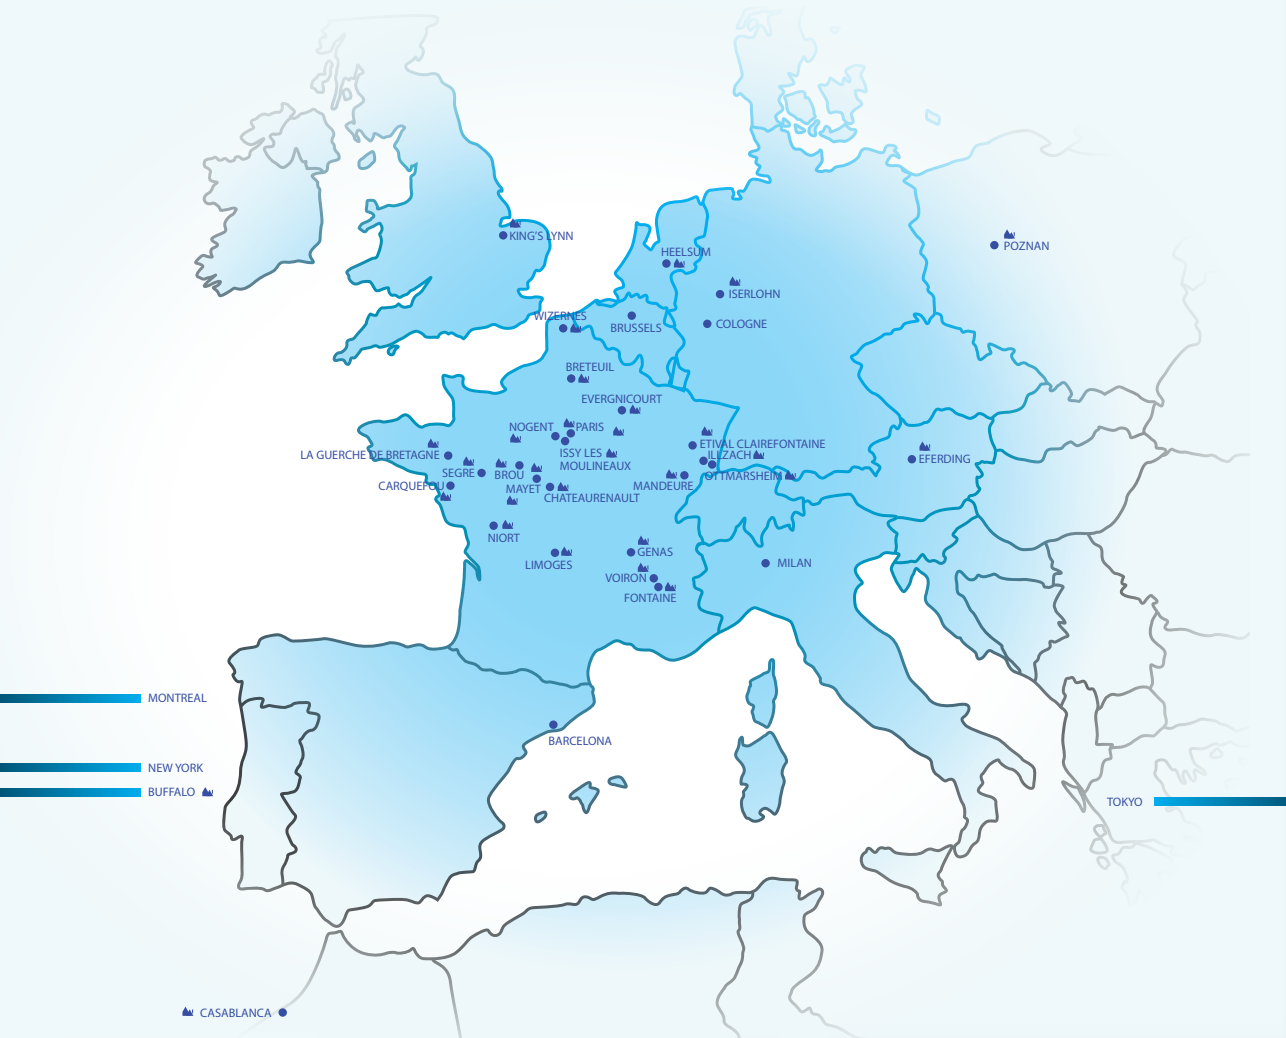 KING'S LYNN
HEELSUM
POZNAN
ISERLOHN
WIZERNES
BRUSSELS
COLOGNE
BRETEUIL
EVERGNICOURT
NOGENT
PARIS
ETIVAL CLAIREFONTAINE
LA GUERCHE DE BRETAGNE
ISSY LES
MOULINEAUX
ILLZACH
EFERDING
SEGRE
BROU
OTTMARSHEIM
CARQUEFOU
MAYET
MANDEURE
CHATEAURENAULT
NIORT
GENAS
LIMOGES
MILAN
VOIRON
FONTAINE
MONTREAL
BARCELONA
NEW YORK
BUFFALO
TOKYO
CASABLANCA